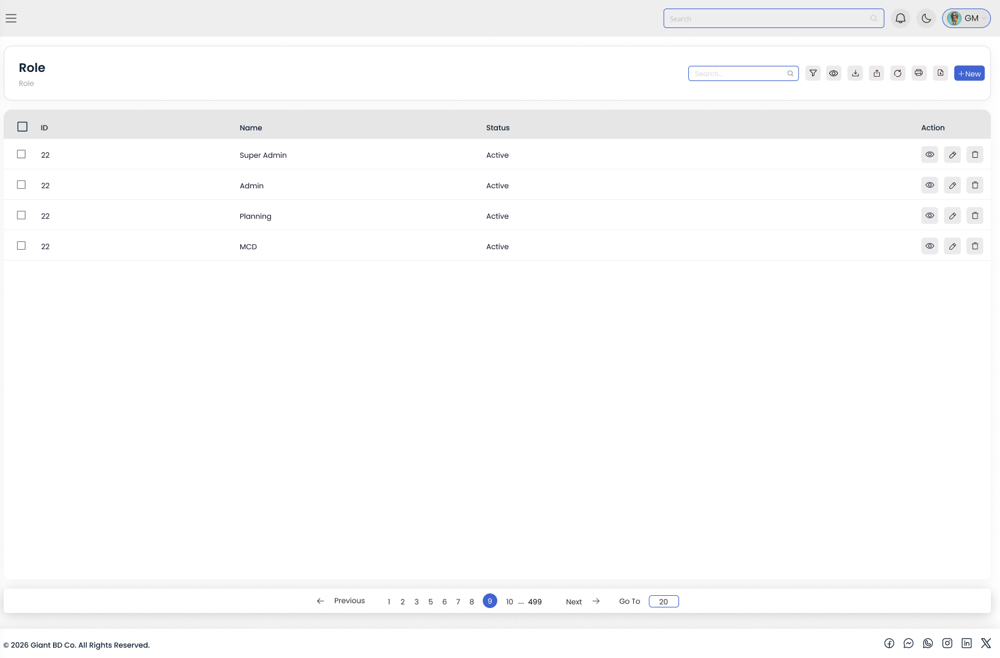 Search
GM
Role
Role
Search...
+ New
ID Name Status Action
22 Super Admin Active
22 Admin Active
22 Planning Active
22 MCD Active
← Previous 1 2 3 5 6 7 8 9 10 ... 499 Next → Go To 20
© 2026 Giant BD Co. All Rights Reserved.